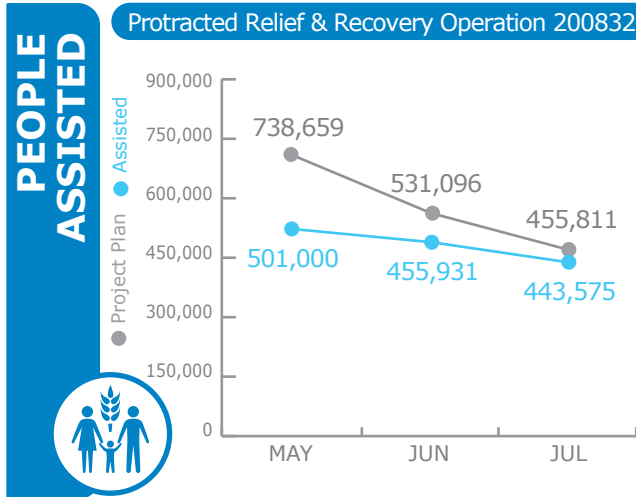 Protracted Relief & Recovery Operation 200832
PEOPLE
ASSISTED
Project Plan
Assisted
900,000
750,000
600,000
450,000
300,000
150,000
0
738,659
531,096
455,811
501,000
455,931
443,575
MAY
JUN
JUL